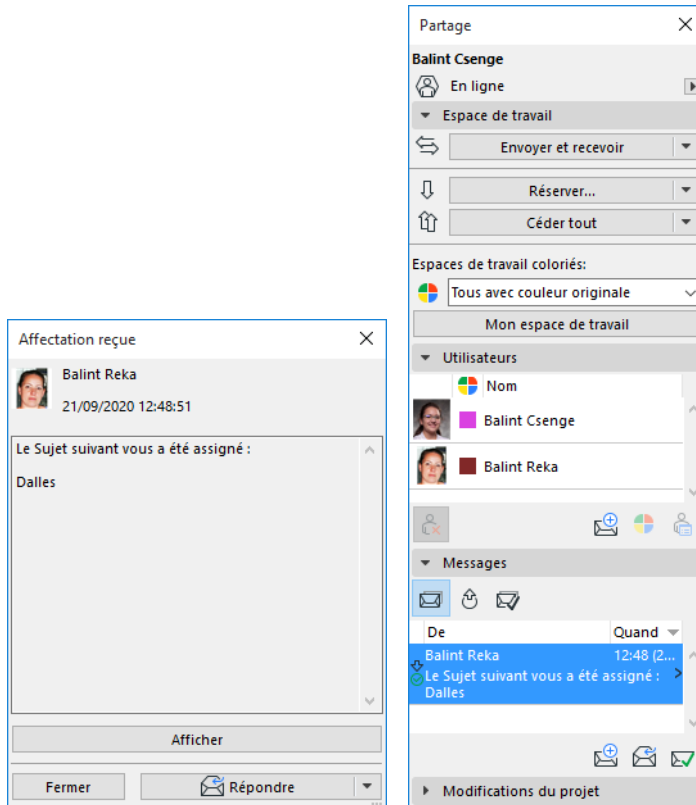 Affectation reçue
Balint Reka
21/09/2020 12:48:51
Le Sujet suivant vous a été assigné :
Dalles
Afficher
Fermer
Répondre
Partage
Balint Csenge
En ligne
Espace de travail
Envoyer et recevoir
Réserver...
Céder tout
Espaces de travail coloriés:
Tous avec couleur originale
Mon espace de travail
Utilisateurs
Nom
Balint Csenge
Balint Reka
Messages
De Quand
Balint Reka 12:48 (2...
Le Sujet suivant vous a été assigné :
Dalles
Modifications du projet